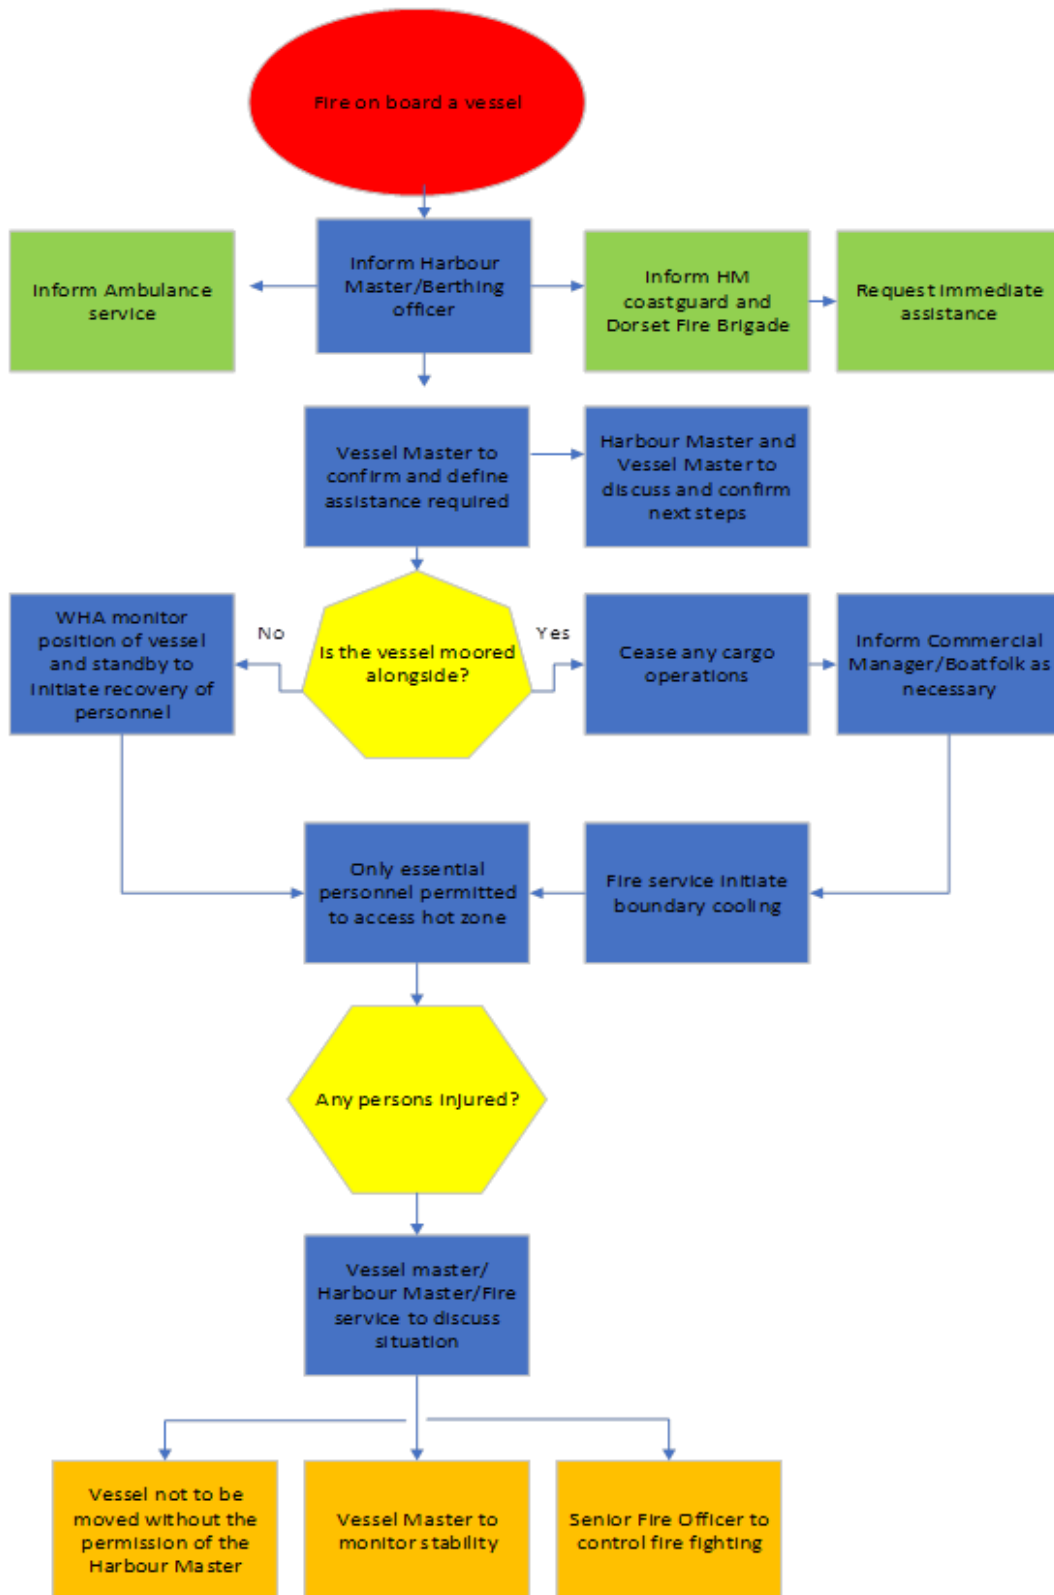 Fire on board a vessel
Inform Ambulance
service
Inform Harbour
Master/Berthing
officer
Inform HM
coastguard and
Dorset Fire Brigade
Request immediate
assistance
Vessel Master to
confirm and define
assistance required
Harbour Master and
Vessel Master to
discuss and confirm
next steps
WHA monitor
position of vessel
and standby to
initiate recovery of
personnel
No
Is the vessel moored
alongside?
Yes
Cease any cargo
operations
Inform Commercial
Manager/Boatfolk as
necessary
Only essential
personnel permitted
to access hot zone
Fire service initiate
boundary cooling
Any persons injured?
Vessel master/
Harbour Master/Fire
service to discuss
situation
Vessel not to be
moved without the
permission of the
Harbour Master
Vessel Master to
monitor stability
Senior Fire Officer to
control fire fighting